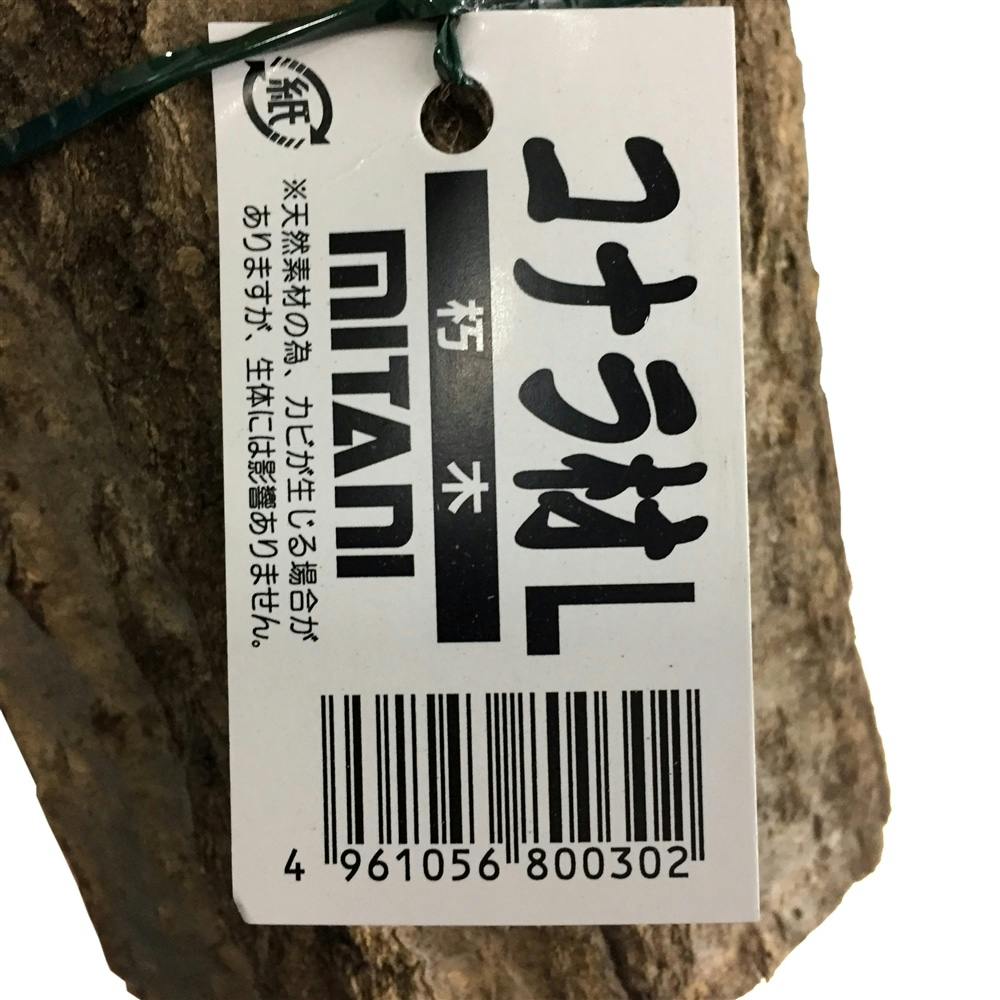 コナラ材L
朽木
MITANI
※天然素材の為、カビが生じる場合が
ありますが、生体には影響ありません。
紙
4 961056 800302